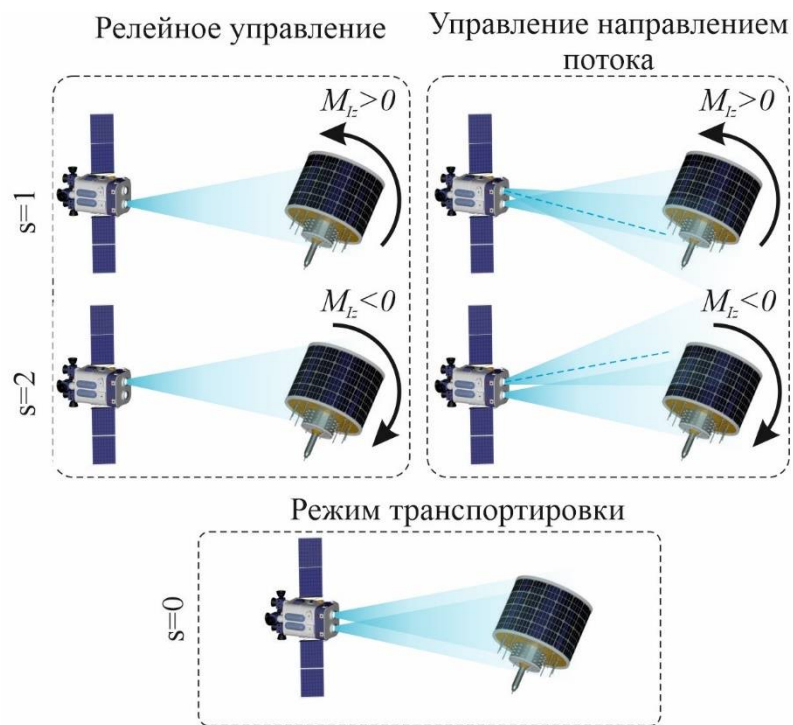 Релейное управление
Управление направлением
потока
s=1
M_Iz>0
M_Iz>0
s=2
M_Iz<0
M_Iz<0
Режим транспортировки
s=0